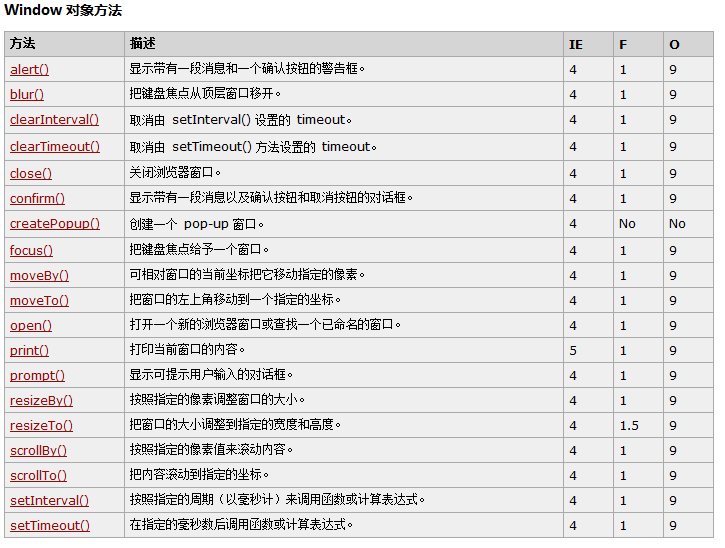 Window 对象方法
方法 描述 IE F O
alert() 显示带有一段消息和一个确认按钮的警告框。 4 1 9
blur() 把键盘焦点从顶层窗口移开。 4 1 9
clearInterval() 取消由 setInterval() 设置的 timeout。 4 1 9
clearTimeout() 取消由 setTimeout() 方法设置的 timeout。 4 1 9
close() 关闭浏览器窗口。 4 1 9
confirm() 显示带有一段消息以及确认按钮和取消按钮的对话框。 4 1 9
createPopup() 创建一个 pop-up 窗口。 4 No No
focus() 把键盘焦点给予一个窗口。 4 1 9
moveBy() 可相对窗口的当前坐标把它移动指定的像素。 4 1 9
moveTo() 把窗口的左上角移动到一个指定的坐标。 4 1 9
open() 打开一个新的浏览器窗口或查找一个已命名的窗口。 4 1 9
print() 打印当前窗口的内容。 5 1 9
prompt() 显示可提示用户输入的对话框。 4 1 9
resizeBy() 按照指定的像素调整窗口的大小。 4 1 9
resizeTo() 把窗口的大小调整到指定的宽度和高度。 4 1.5 9
scrollBy() 按照指定的像素值来滚动内容。 4 1 9
scrollTo() 把内容滚动到指定的坐标。 4 1 9
setInterval() 按照指定的周期（以毫秒计）来调用函数或计算表达式。 4 1 9
setTimeout() 在指定的毫秒数后调用函数或计算表达式。 4 1 9